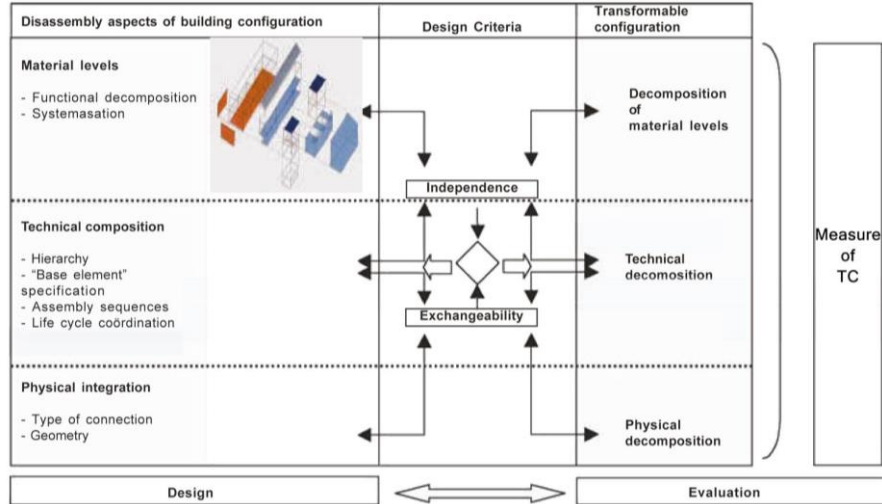 Disassembly aspects of building configuration
Design Criteria
Transformable
configuration
Material levels
- Functional decomposition
- Systemasation
Decomposition
of
material levels
Independence
Technical composition
- Hierarchy
- "Base element"
specification
- Assembly sequences
- Life cycle coördination
Technical
decomosition
Exchangeability
Physical integration
- Type of connection
- Geometry
Physical
decomposition
Measure
of
TC
Design
Evaluation